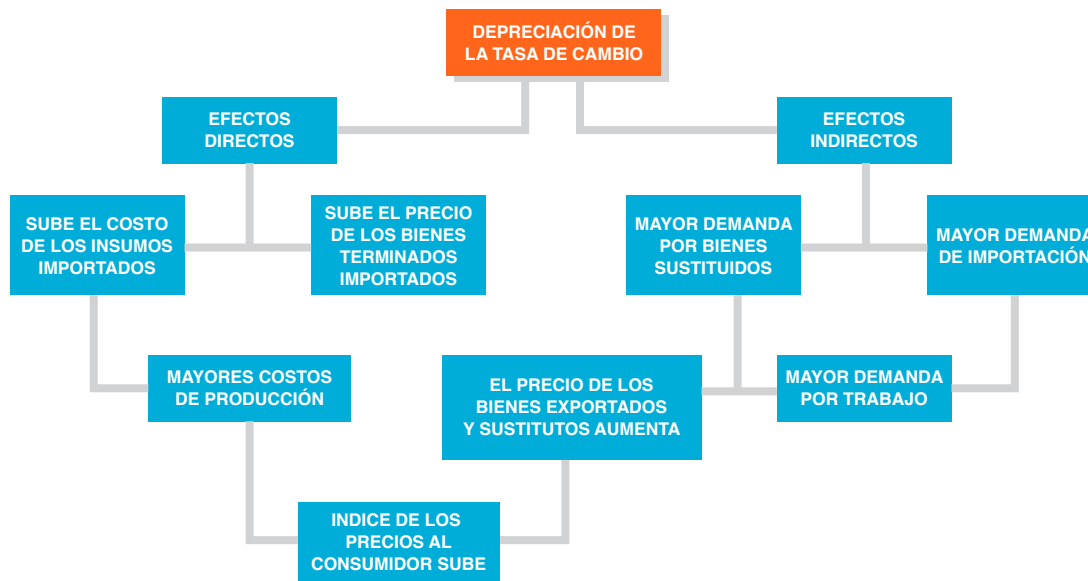 DEPRECIACIÓN DE
LA TASA DE CAMBIO
EFECTOS
DIRECTOS
EFECTOS
INDIRECTOS
SUBE EL COSTO
DE LOS INSUMOS
IMPORTADOS
SUBE EL PRECIO
DE LOS BIENES
TERMINADOS
IMPORTADOS
MAYOR DEMANDA
POR BIENES
SUSTITUIDOS
MAYOR DEMANDA
DE IMPORTACIÓN
MAYORES COSTOS
DE PRODUCCIÓN
EL PRECIO DE LOS
BIENES EXPORTADOS
Y SUSTITUTOS AUMENTA
MAYOR DEMANDA
POR TRABAJO
INDICE DE LOS
PRECIOS AL
CONSUMIDOR SUBE